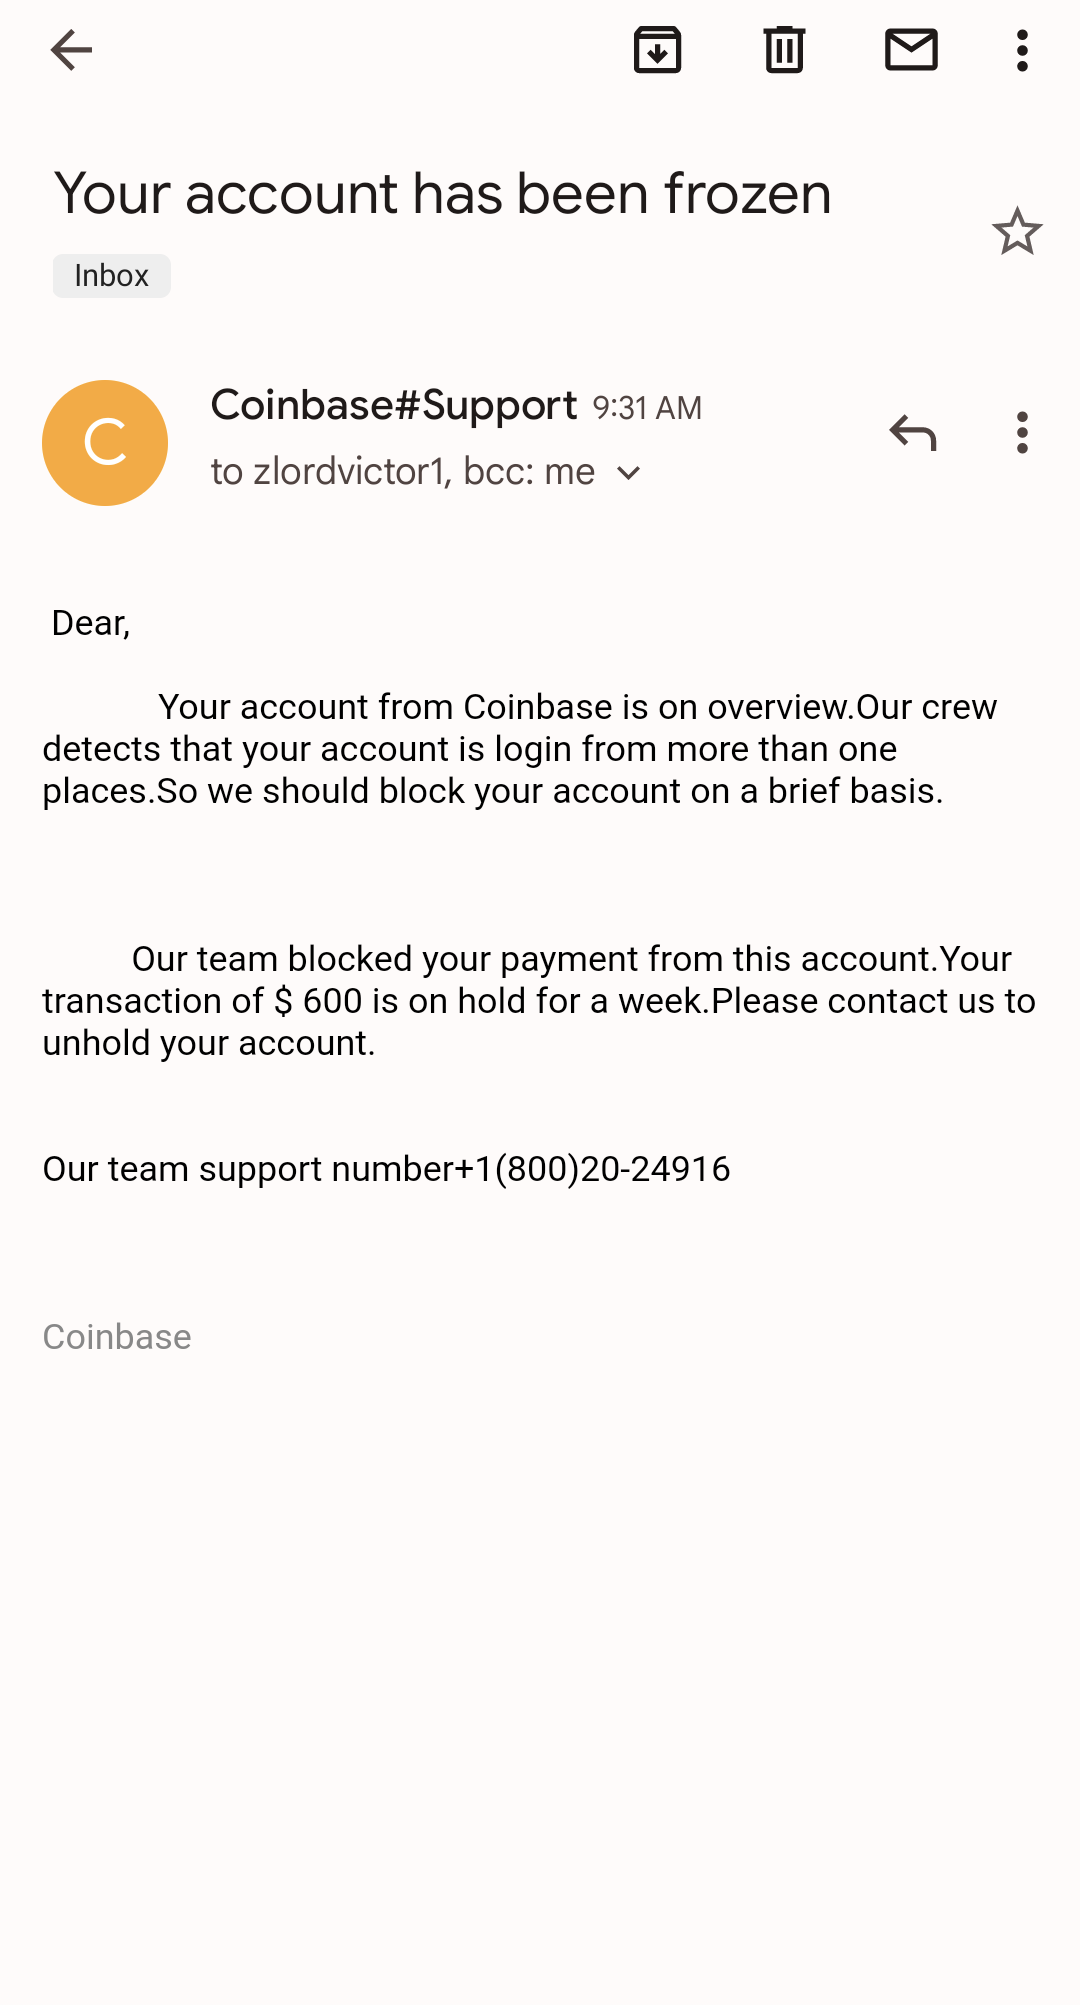 Your account has been frozen
Inbox
C
Coinbase#Support 9:31 AM
to zlordvictor1, bcc: me
Dear,
Your account from Coinbase is on overview.Our crew
detects that your account is login from more than one
places.So we should block your account on a brief basis.
Our team blocked your payment from this account.Your
transaction of $ 600 is on hold for a week.Please contact us to
unhold your account.
Our team support number+1(800)20-24916
Coinbase